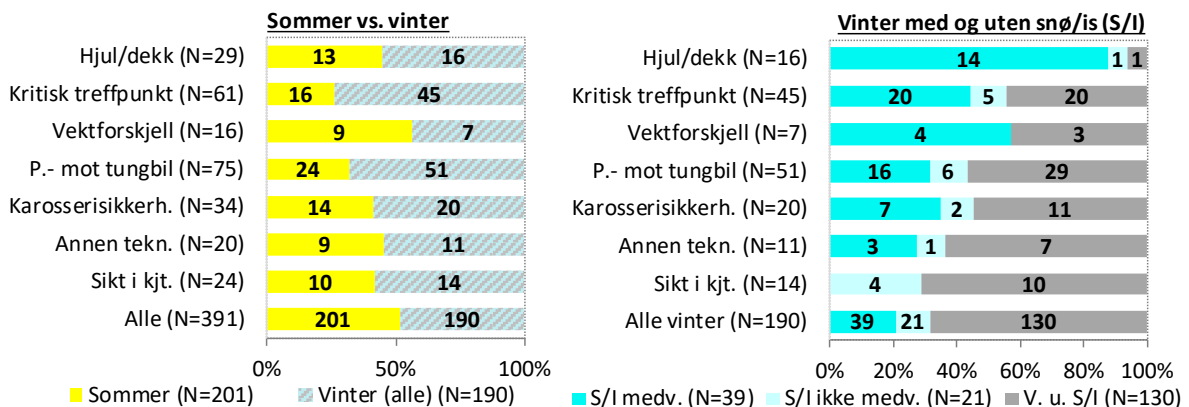 Sommer vs. vinter
Hjul/dekk (N=29) 13 16
Kritisk treffpunkt (N=61) 16 45
Vektforskjell (N=16) 9 7
P.- mot tungbil (N=75) 24 51
Karosserisikkerh. (N=34) 14 20
Annen tekn. (N=20) 9 11
Sikt i kjt. (N=24) 10 14
Alle (N=391) 201 190
0% 50% 100%
Sommer (N=201) Vinter (alle) (N=190)
Vinter med og uten snø/is (S/I)
Hjul/dekk (N=16) 14 1 1
Kritisk treffpunkt (N=45) 20 5 20
Vektforskjell (N=7) 4 3
P.- mot tungbil (N=51) 16 6 29
Karosserisikkerh. (N=20) 7 2 11
Annen tekn. (N=11) 3 1 7
Sikt i kjt. (N=14) 4 10
Alle vinter (N=190) 39 21 130
0% 20% 40% 60% 80% 100%
S/I medv. (N=39) S/I ikke medv. (N=21) V. u. S/I (N=130)